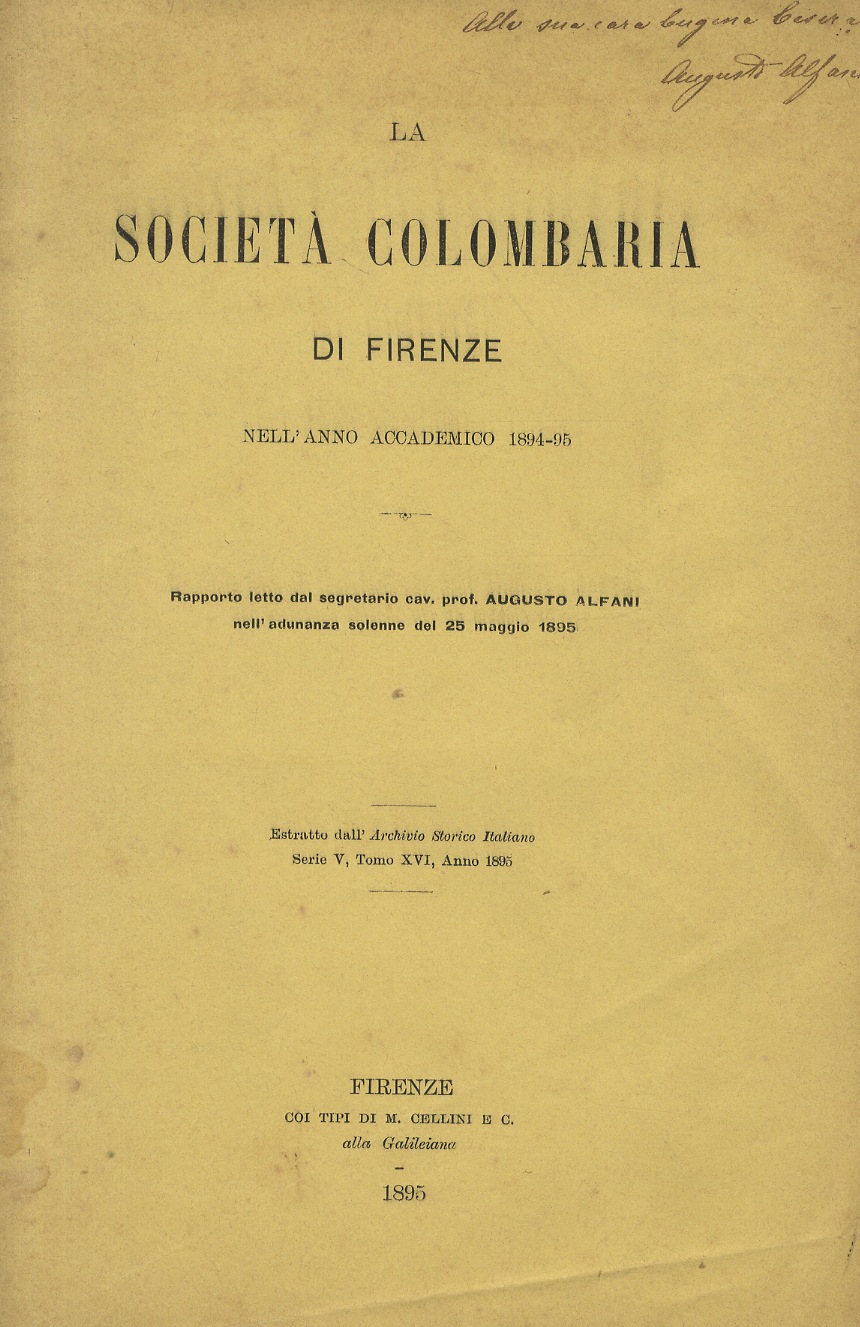 Alla sua cara Eugenia
Augusto Alfani
LA
SOCIETÀ COLOMBARIA
DI FIRENZE
NELL' ANNO ACCADEMICO 1894-95
Rapporto letto dal segretario cav. prof. AUGUSTO ALFANI
nell' adunanza solenne del 25 maggio 1895
Estratto dall' Archivio Storico Italiano
Serie V, Tomo XVI, Anno 1895
FIRENZE
COI TIPI DI M. CELLINI E C.
alla Galileiana
1895